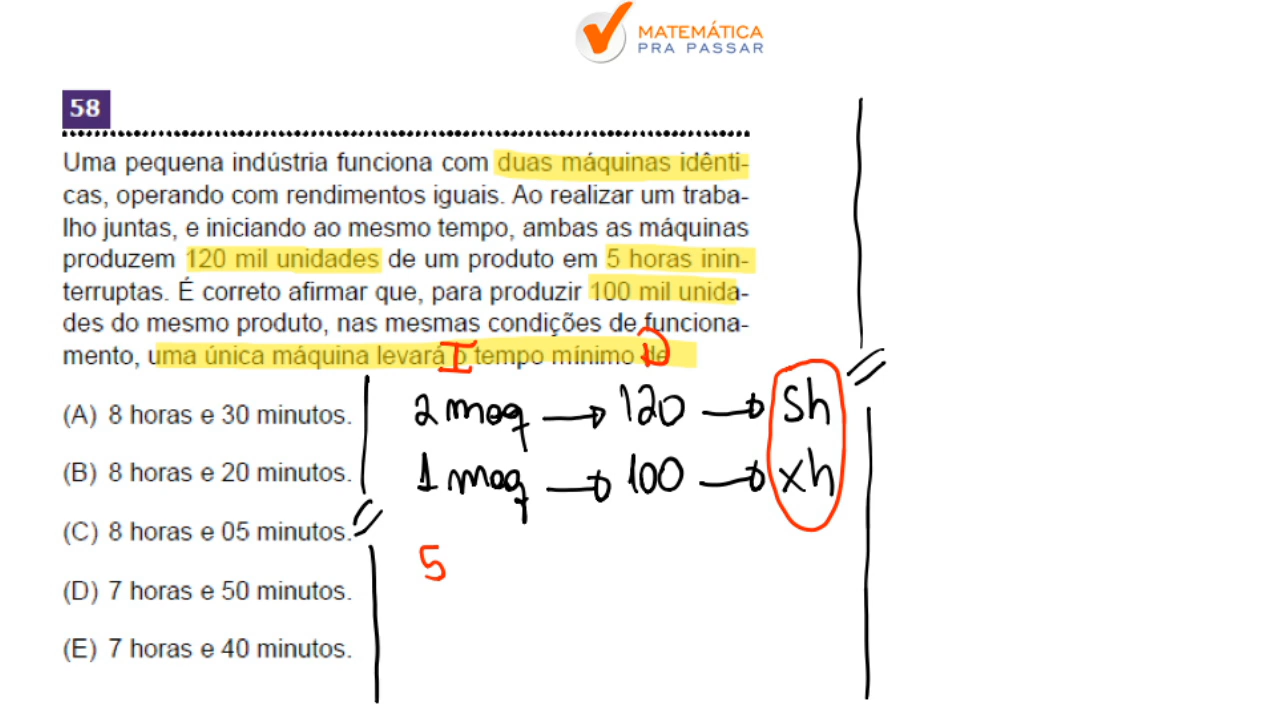 MATEMÁTICA
PRA PASSAR
58
Uma pequena indústria funciona com duas máquinas idênti-
cas, operando com rendimentos iguais. Ao realizar um traba-
lho juntas, e iniciando ao mesmo tempo, ambas as máquinas
produzem 120 mil unidades de um produto em 5 horas inin-
terruptas. É correto afirmar que, para produzir 100 mil unida-
des do mesmo produto, nas mesmas condições de funciona-
mento, uma única máquina levará o tempo mínimo de
I D
(A) 8 horas e 30 minutos.
2 maq 120 5h
(B) 8 horas e 20 minutos.
1 maq 100 xh
(C) 8 horas e 05 minutos.
5
(D) 7 horas e 50 minutos.
(E) 7 horas e 40 minutos.